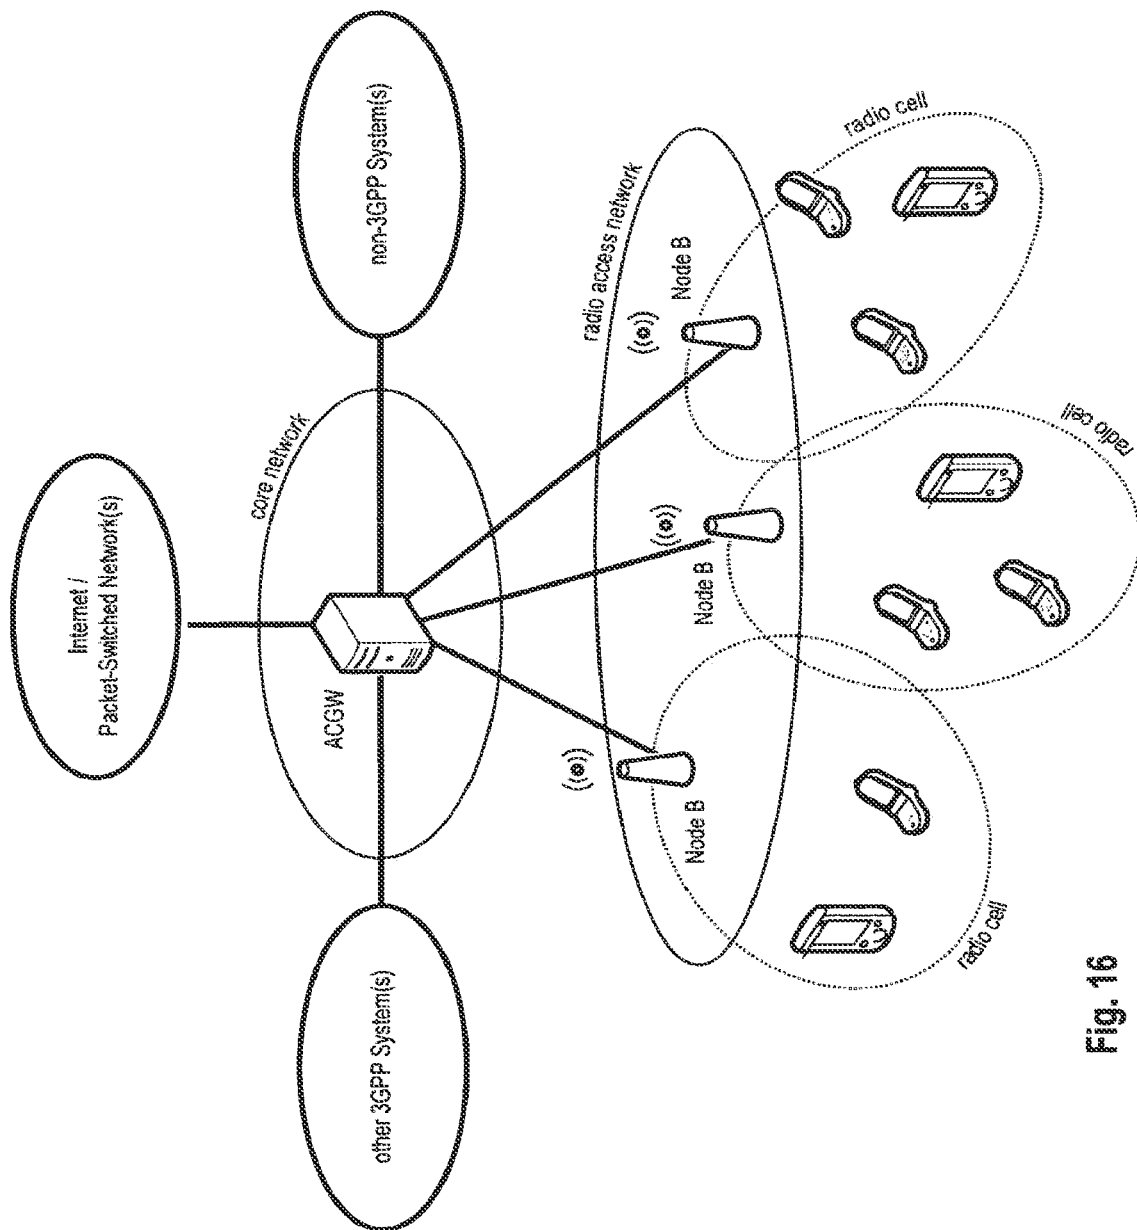 Internet /
Packet-Switched Network(s)
other 3GPP System(s)
ACGW
core network
non-3GPP System(s)
radio access network
Node B
Node B
Node B
radio cell
radio cell
radio cell
Fig. 16